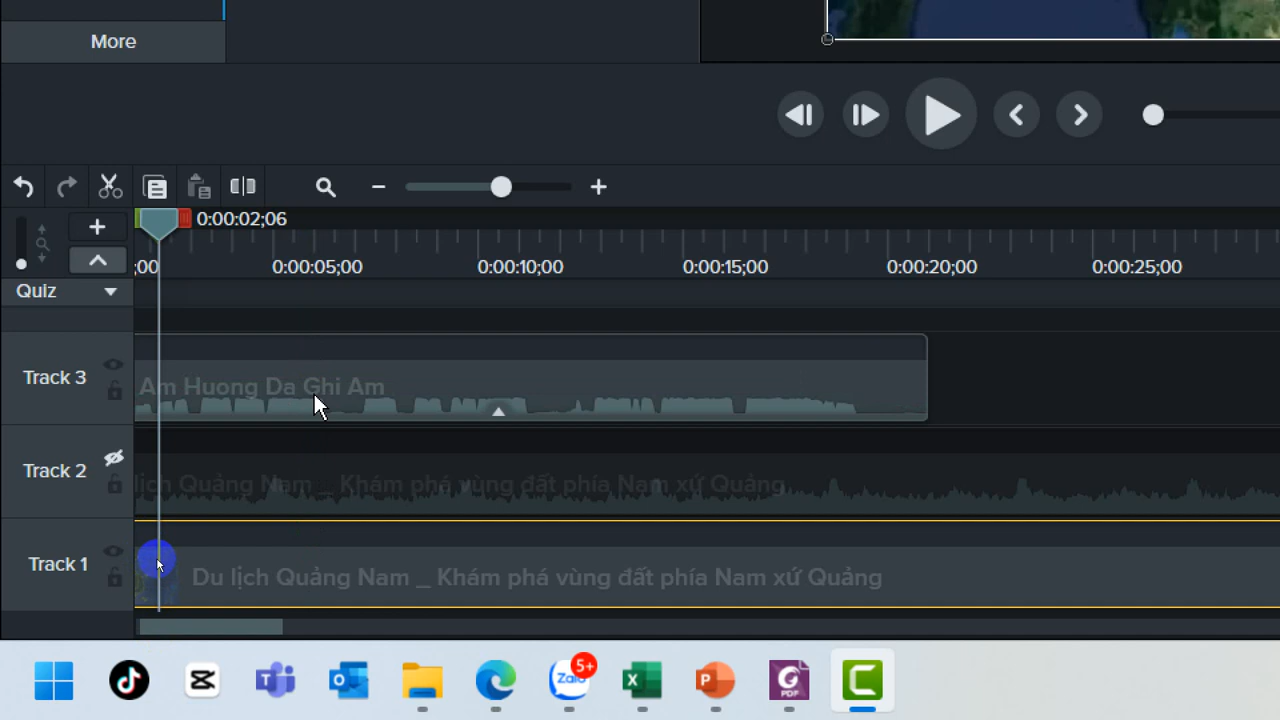 More
0:00:02;06
;00 0:00:05;00 0:00:10;00 0:00:15;00 0:00:20;00 0:00:25;00
Quiz
Track 3
Am Huong Da Ghi Am
Track 2
lịch Quảng Nam _ Khám phá vùng đất phía Nam xứ Quảng
Track 1
Du lịch Quảng Nam _ Khám phá vùng đất phía Nam xứ Quảng
T O Zalo 5+ X P PDF C